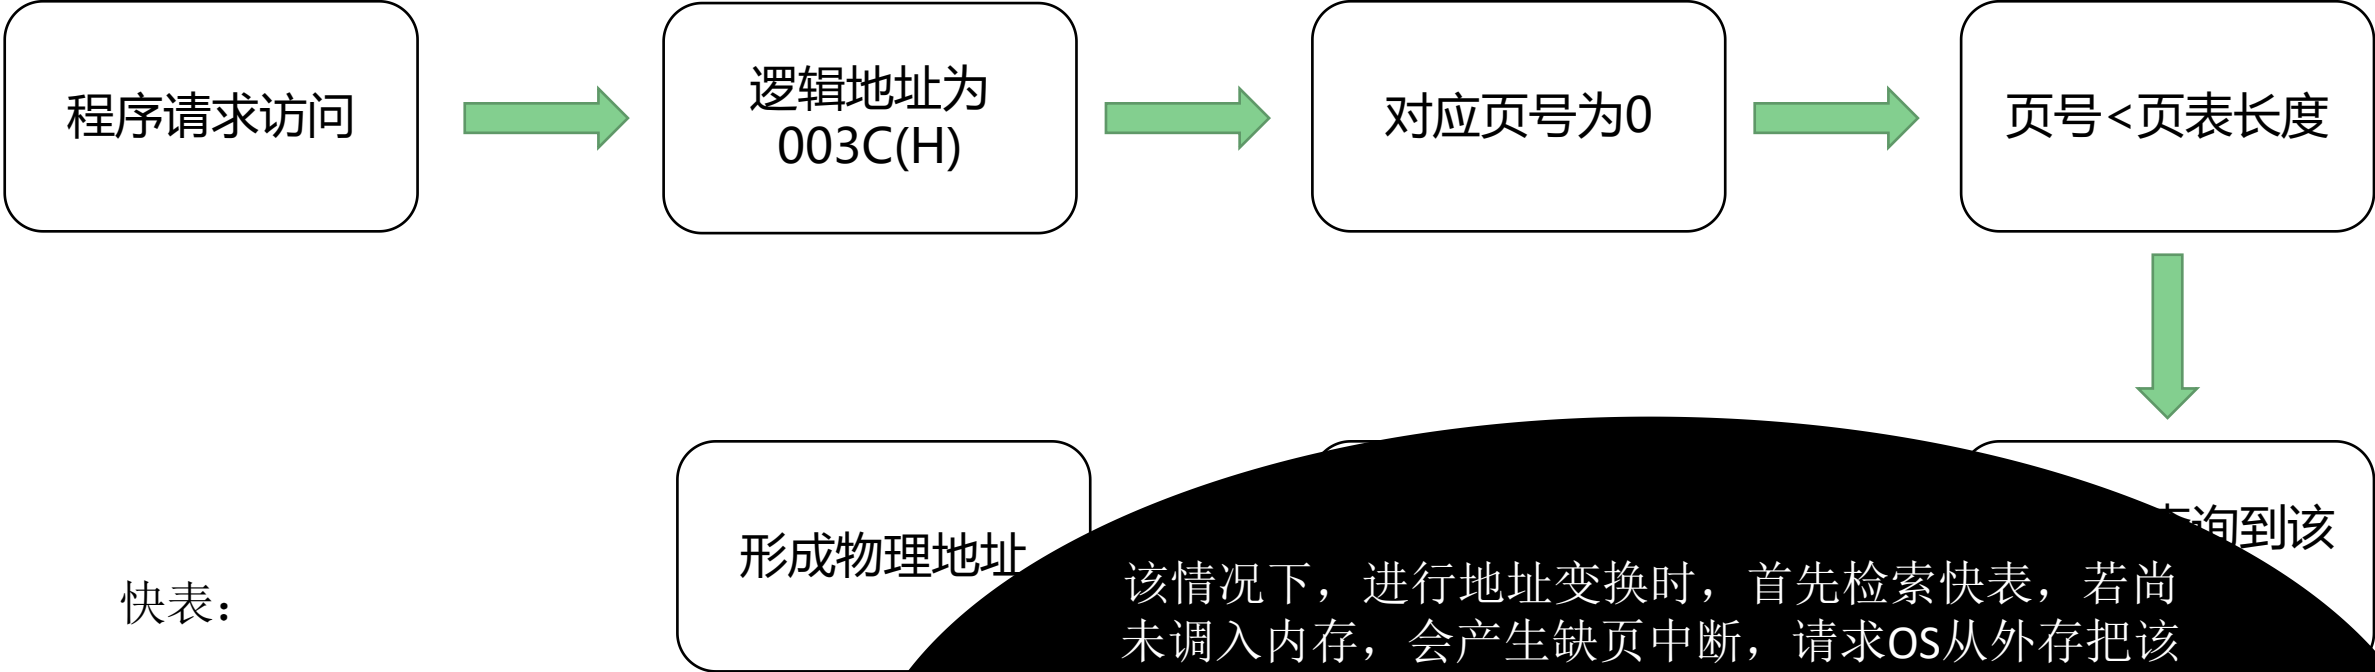 程序请求访问
逻辑地址为
003C(H)
对应页号为0
页号<页表长度
形成物理地址
询到该
快表：
该情况下，进行地址变换时，首先检索快表，若尚
未调入内存，会产生缺页中断，请求OS从外存把该